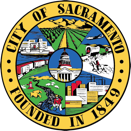 CITY OF SACRAMENTO
FOUNDED IN 1849